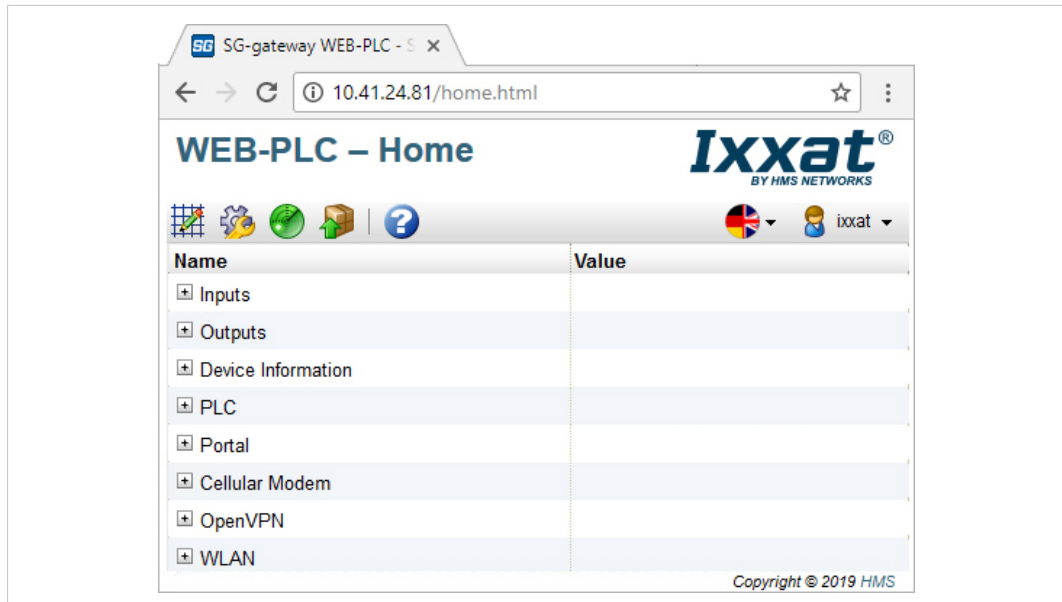 SG SG-gateway WEB-PLC - S
10.41.24.81/home.html
WEB-PLC – Home
Ixxat®
BY HMS NETWORKS
ixxat
Name Value
Inputs
Outputs
Device Information
PLC
Portal
Cellular Modem
OpenVPN
WLAN
Copyright © 2019 HMS